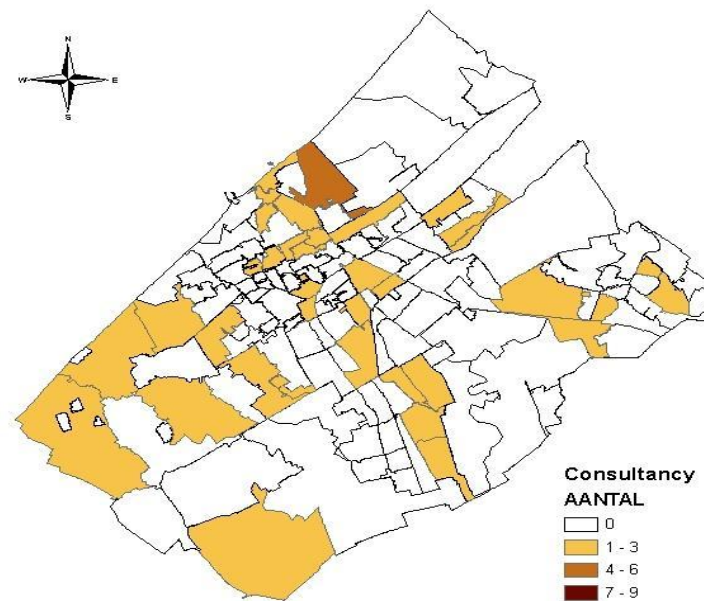 N
W E
S
Consultancy
AANTAL
0
1 - 3
4 - 6
7 - 9